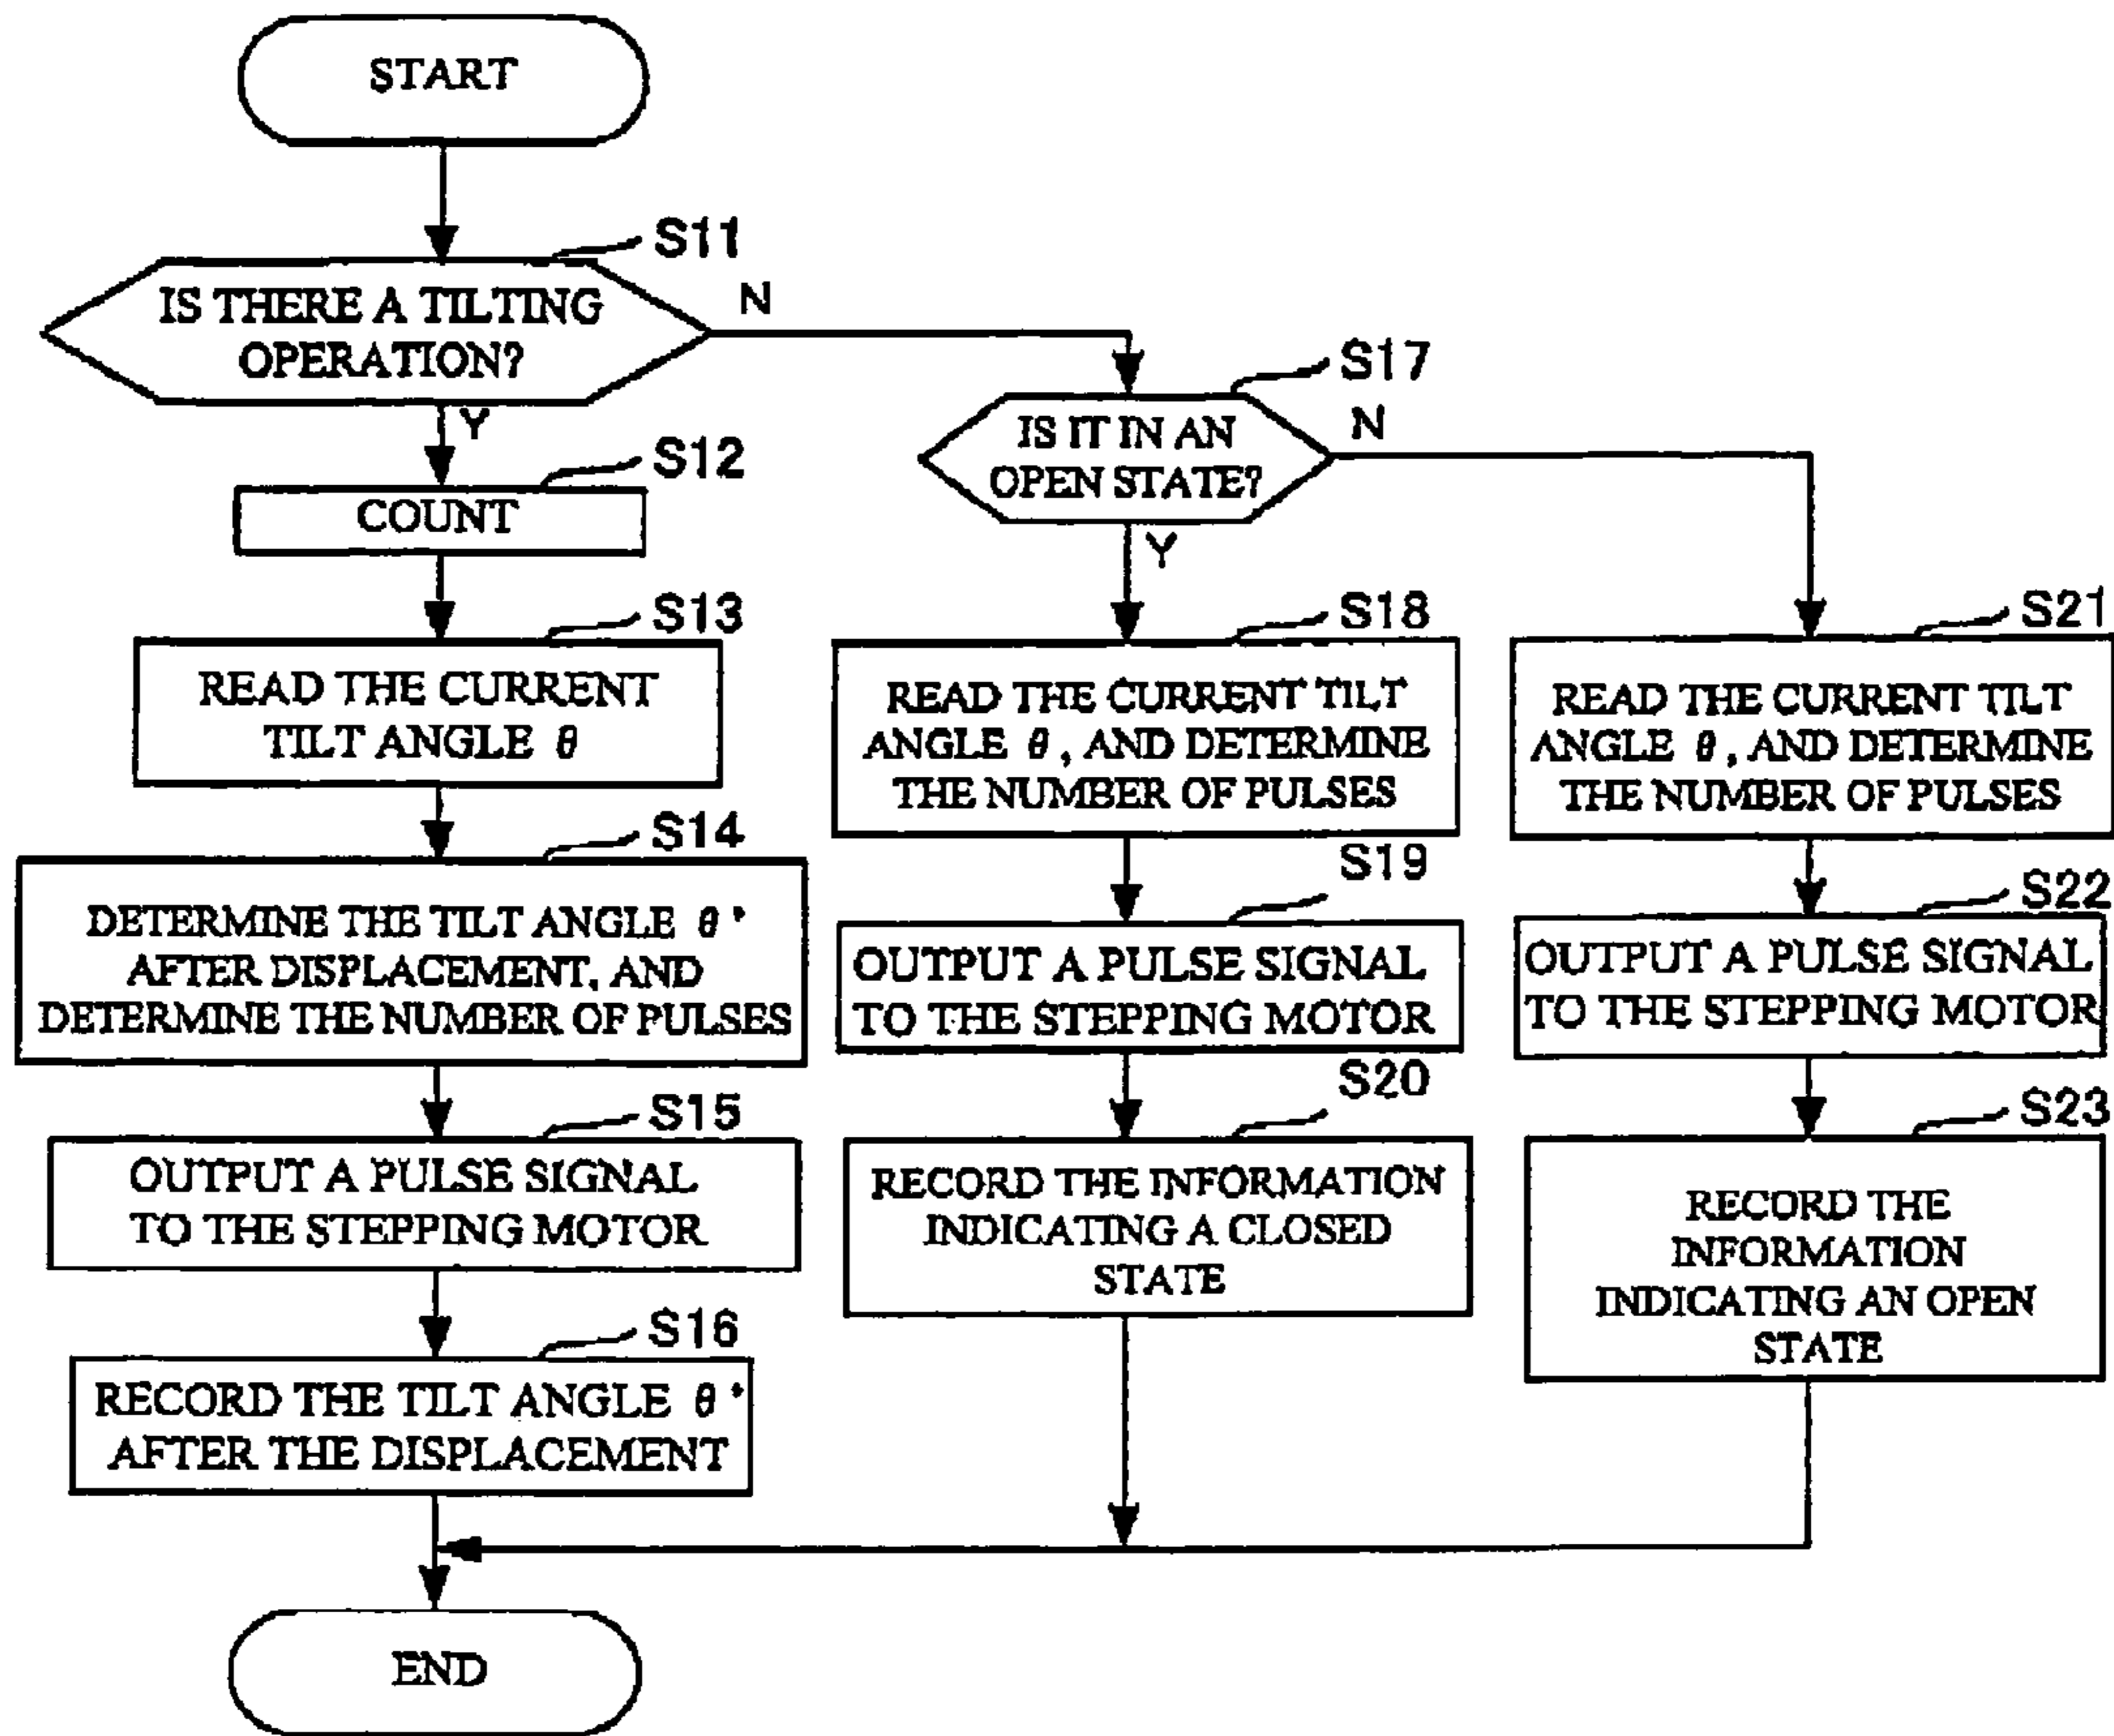 START
S11
IS THERE A TILTING
OPERATION?
N
Y
S17
IS IT IN AN
OPEN STATE?
N
Y
S12
COUNT
S13
READ THE CURRENT
TILT ANGLE θ
S14
DETERMINE THE TILT ANGLE θ'
AFTER DISPLACEMENT, AND
DETERMINE THE NUMBER OF PULSES
S15
OUTPUT A PULSE SIGNAL
TO THE STEPPING MOTOR
S16
RECORD THE TILT ANGLE θ'
AFTER THE DISPLACEMENT
S18
READ THE CURRENT TILT
ANGLE θ, AND DETERMINE
THE NUMBER OF PULSES
S19
OUTPUT A PULSE SIGNAL
TO THE STEPPING MOTOR
S20
RECORD THE INFORMATION
INDICATING A CLOSED
STATE
S21
READ THE CURRENT TILT
ANGLE θ, AND DETERMINE
THE NUMBER OF PULSES
S22
OUTPUT A PULSE SIGNAL
TO THE STEPPING MOTOR
S23
RECORD THE
INFORMATION
INDICATING AN OPEN
STATE
END